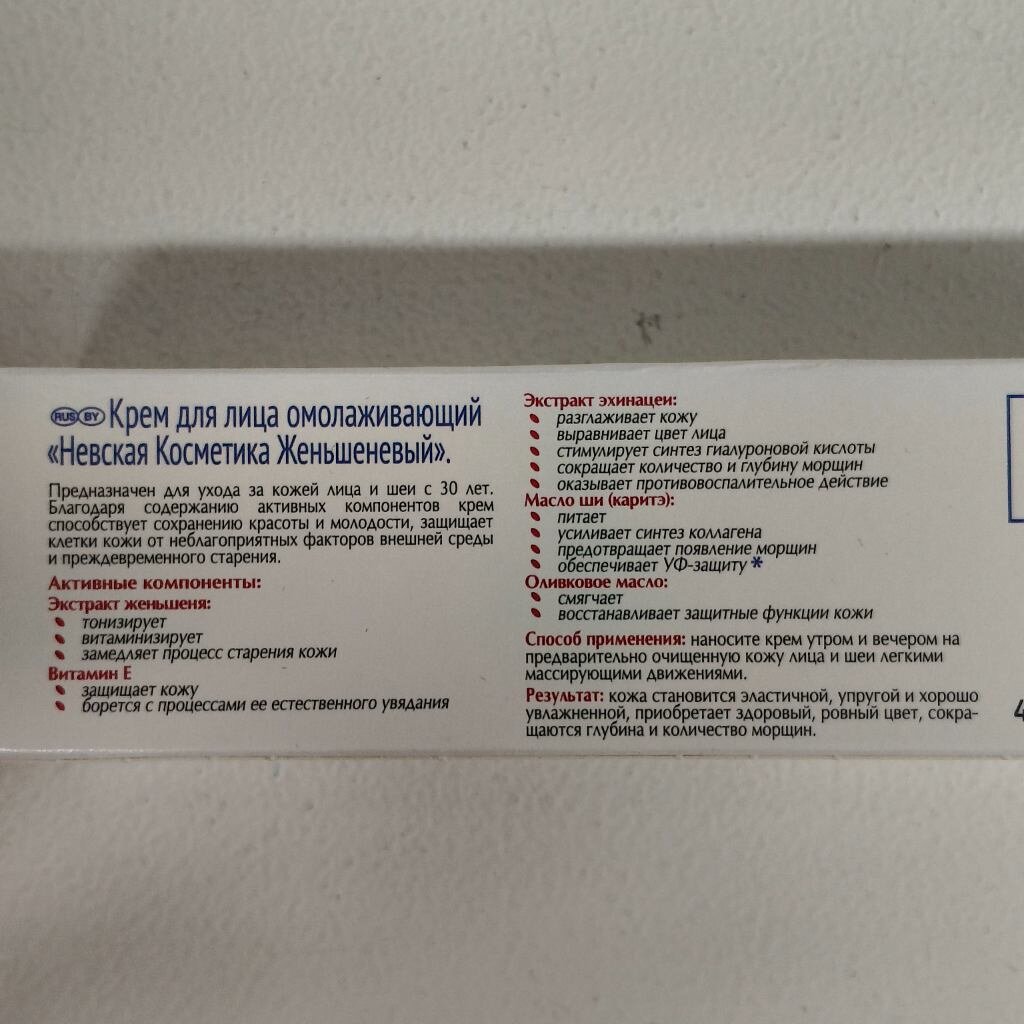 RUS BY Крем для лица омолаживающий
«Невская Косметика Женьшеневый».
Предназначен для ухода за кожей лица и шеи с 30 лет.
Благодаря содержанию активных компонентов крем
способствует сохранению красоты и молодости, защищает
клетки кожи от неблагоприятных факторов внешней среды
и преждевременного старения.
Активные компоненты:
Экстракт женьшеня:
тонизирует
витаминизирует
замедляет процесс старения кожи
Витамин Е
защищает кожу
борется с процессами ее естественного увядания
Экстракт эхинацеи:
разглаживает кожу
выравнивает цвет лица
стимулирует синтез гиалуроновой кислоты
сокращает количество и глубину морщин
оказывает противовоспалительное действие
Масло ши (каритэ):
питает
усиливает синтез коллагена
предотвращает появление морщин
обеспечивает УФ-защиту *
Оливковое масло:
смягчает
восстанавливает защитные функции кожи
Способ применения: наносите крем утром и вечером на
предварительно очищенную кожу лица и шеи легкими
массирующими движениями.
Результат: кожа становится эластичной, упругой и хорошо
увлажненной, приобретает здоровый, ровный цвет, сокра-
щаются глубина и количество морщин.
4